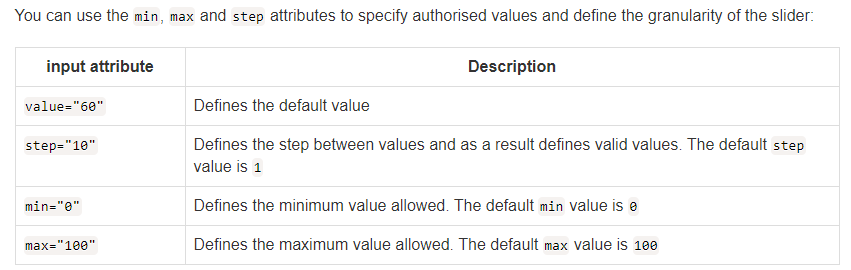 You can use the min, max and step attributes to specify authorised values and define the granularity of the slider:
input attribute Description
value="60" Defines the default value
step="10" Defines the step between values and as a result defines valid values. The default step
value is 1
min="0" Defines the minimum value allowed. The default min value is 0
max="100" Defines the maximum value allowed. The default max value is 100